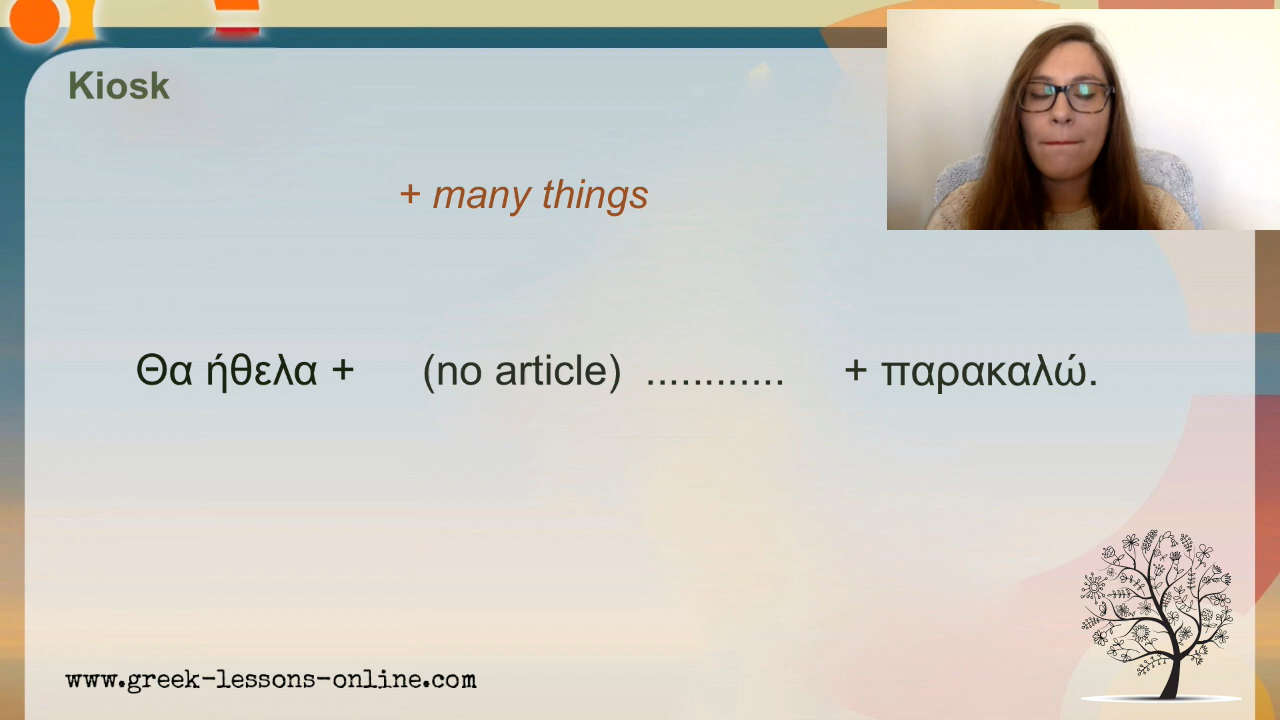 Kiosk
+ many things
Θα ήθελα + (no article) ............ + παρακαλώ.
www.greek-lessons-online.com